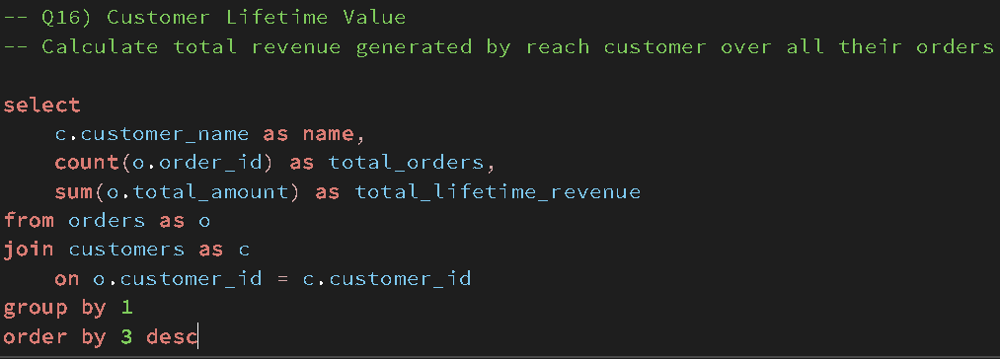 -- Q16) Customer Lifetime Value
-- Calculate total revenue generated by reach customer over all their orders
select
c.customer_name as name,
count(o.order_id) as total_orders,
sum(o.total_amount) as total_lifetime_revenue
from orders as o
join customers as c
on o.customer_id = c.customer_id
group by 1
order by 3 desc